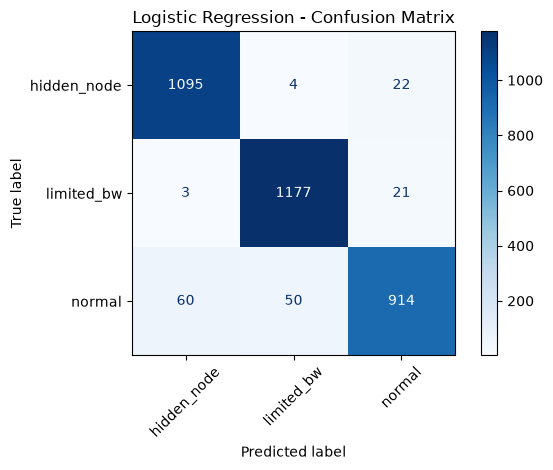 Logistic Regression - Confusion Matrix
hidden_node 1095 4 22
limited_bw 3 1177 21
normal 60 50 914
hidden_node limited_bw normal
Predicted label
True label
1000
800
600
400
200